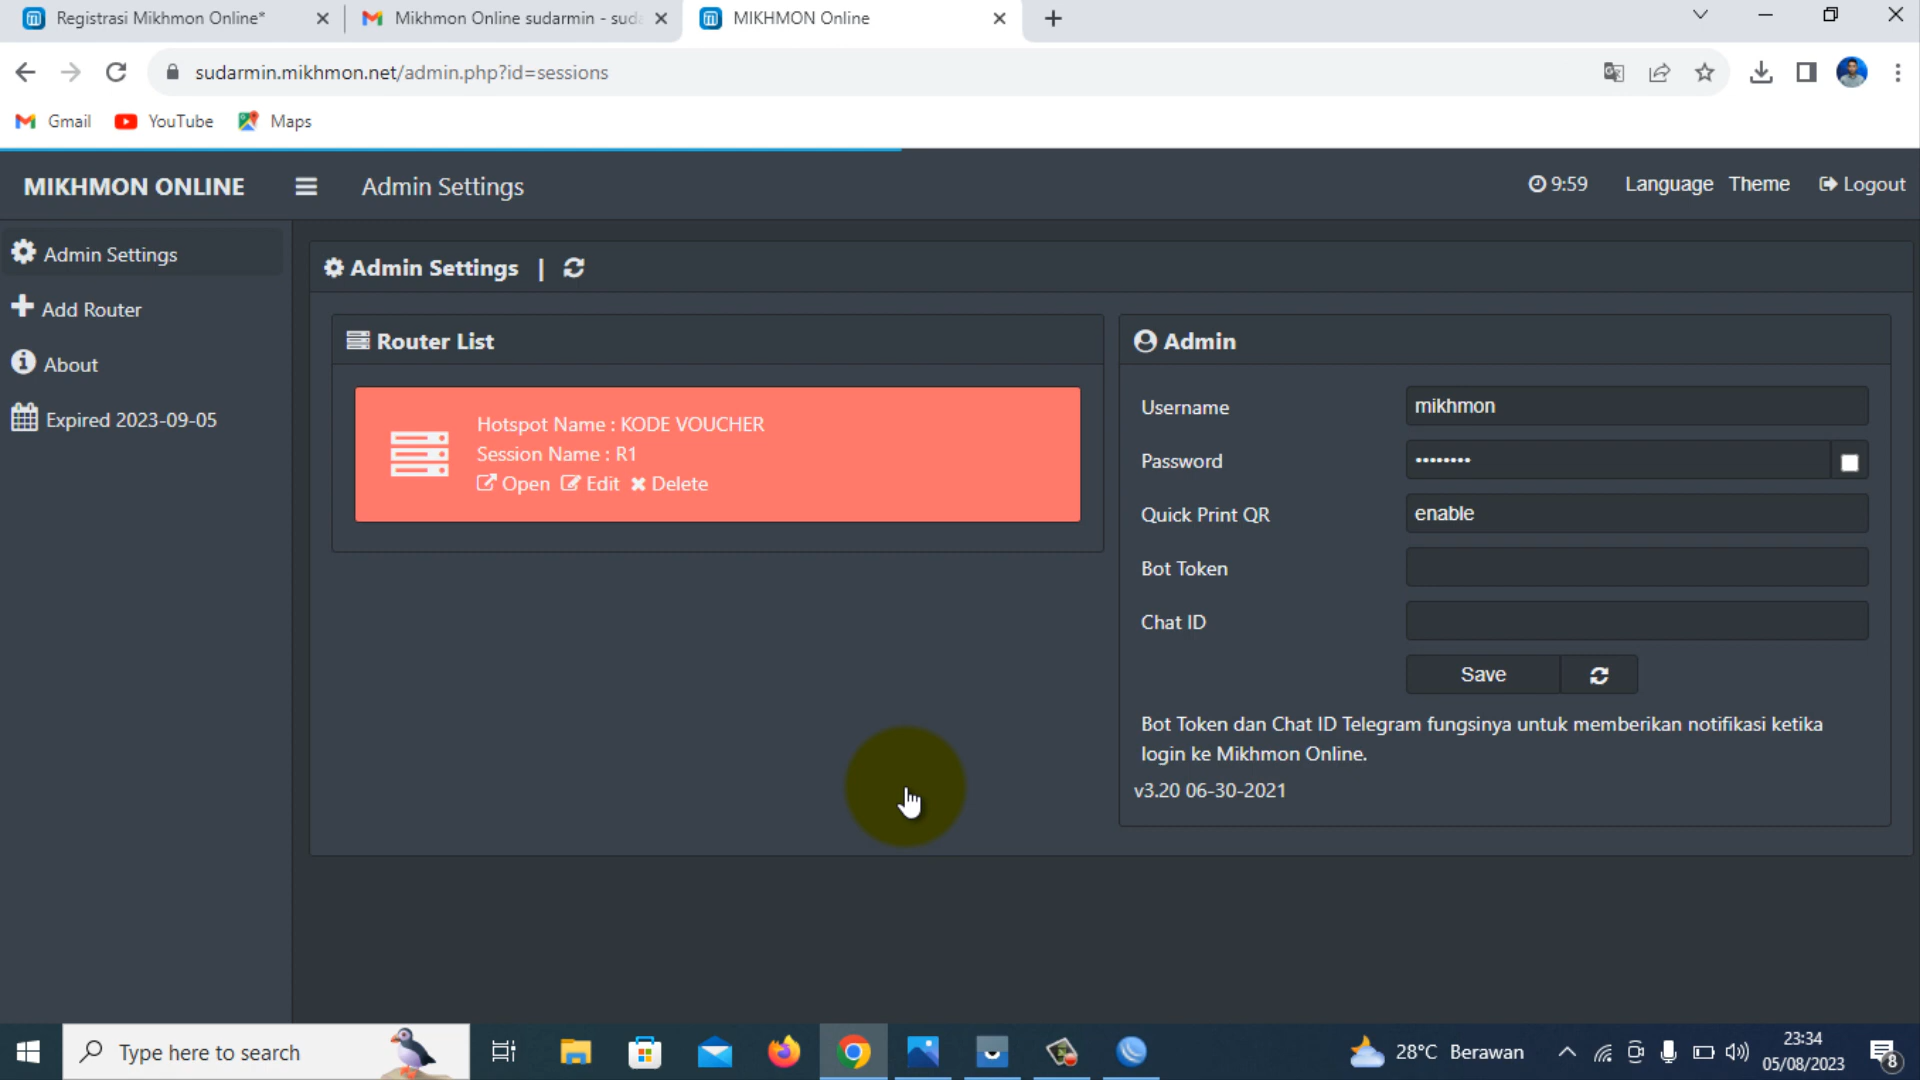 Registrasi Mikhmon Online*
Mikhmon Online sudarmin - suda
MIKHMON Online
sudarmin.mikhmon.net/admin.php?id=sessions
Gmail
YouTube
Maps
MIKHMON ONLINE
Admin Settings
9:59
Language
Theme
Logout
Admin Settings
Add Router
About
Expired 2023-09-05
Admin Settings |
Router List
Hotspot Name : KODE VOUCHER
Session Name : R1
Open Edit Delete
Admin
Username
mikhmon
Password
••••••••
Quick Print QR
enable
Bot Token
Chat ID
Save
Bot Token dan Chat ID Telegram fungsinya untuk memberikan notifikasi ketika
login ke Mikhmon Online.
v3.20 06-30-2021
Type here to search
28°C Berawan
23:34
05/08/2023
8